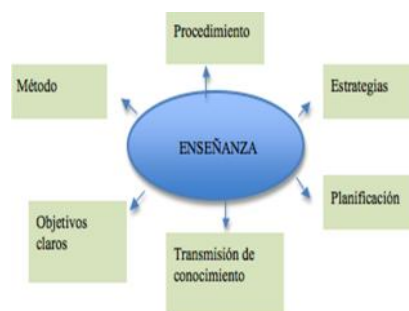 Procedimiento
Método
Estrategias
ENSEÑANZA
Planificación
Objetivos
claros
Transmisión de
conocimiento